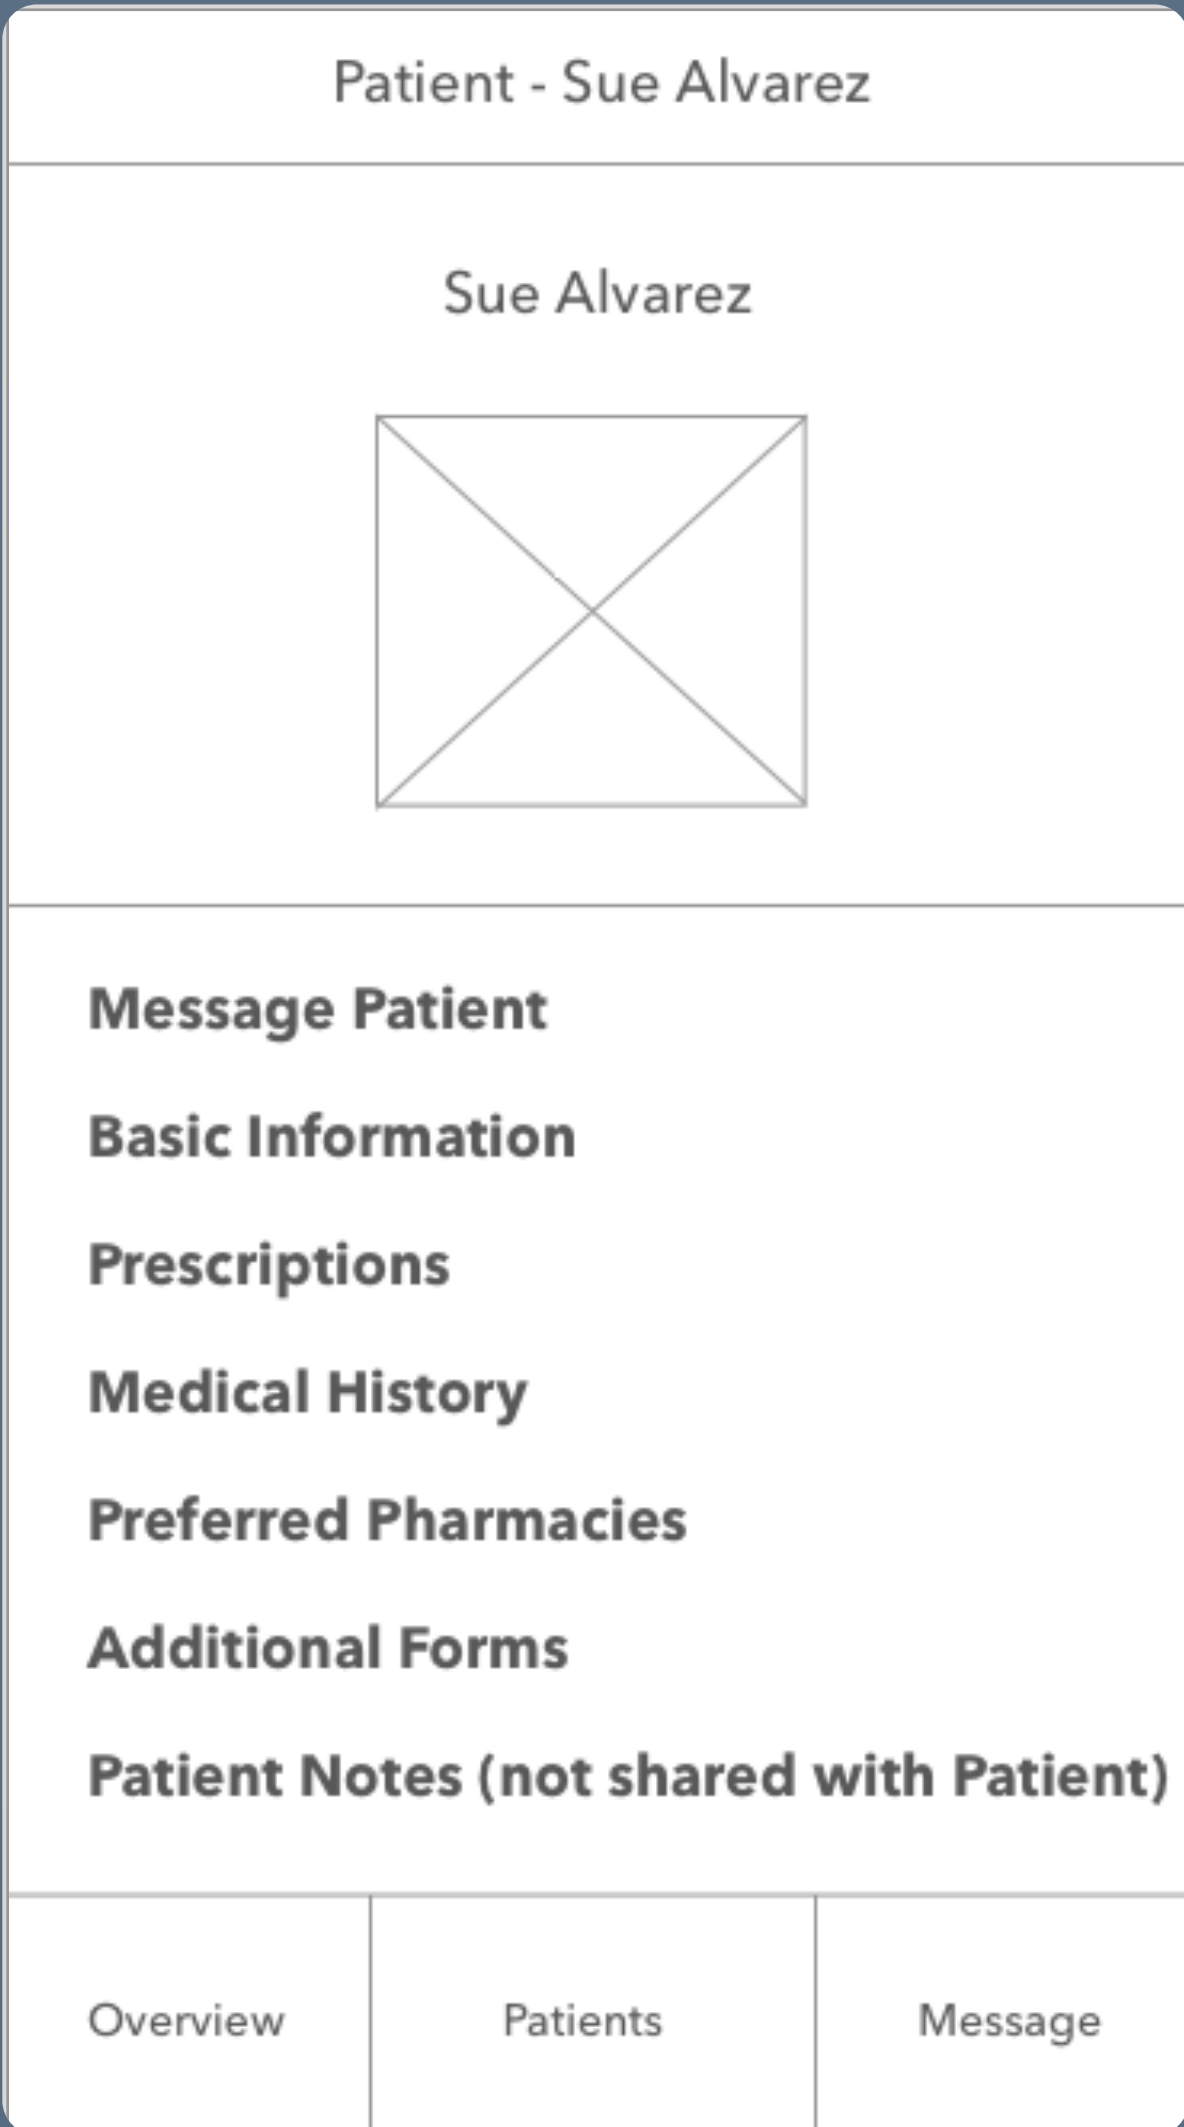 Patient - Sue Alvarez
Sue Alvarez
Message Patient
Basic Information
Prescriptions
Medical History
Preferred Pharmacies
Additional Forms
Patient Notes (not shared with Patient)
Overview Patients Message